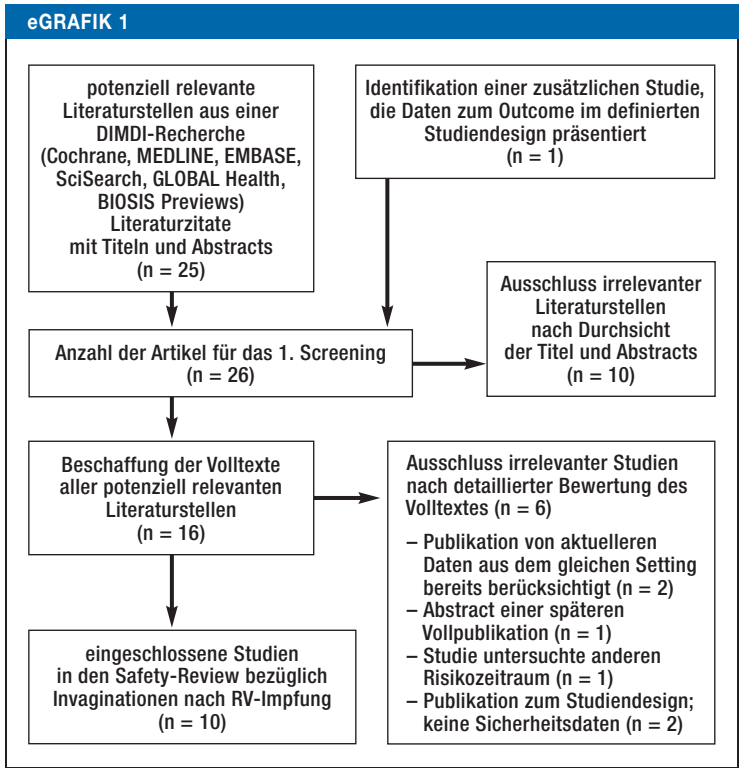 eGRAFIK 1
potenziell relevante
Literaturstellen aus einer
DIMDI-Recherche
(Cochrane, MEDLINE, EMBASE,
SciSearch, GLOBAL Health,
BIOSIS Previews)
Literaturzitate
mit Titeln und Abstracts
(n = 25)
Identifikation einer zusätzlichen Studie,
die Daten zum Outcome im definierten
Studiendesign präsentiert
(n = 1)
Anzahl der Artikel für das 1. Screening
(n = 26)
Ausschluss irrelevanter
Literaturstellen
nach Durchsicht
der Titel und Abstracts
(n = 10)
Beschaffung der Volltexte
aller potenziell relevanten
Literaturstellen
(n = 16)
Ausschluss irrelevanter Studien
nach detaillierter Bewertung des
Volltextes (n = 6)
– Publikation von aktuelleren
Daten aus dem gleichen Setting
bereits berücksichtigt (n = 2)
– Abstract einer späteren
Vollpublikation (n = 1)
– Studie untersuchte anderen
Risikozeitraum (n = 1)
– Publikation zum Studiendesign;
keine Sicherheitsdaten (n = 2)
eingeschlossene Studien
in den Safety-Review bezüglich
Invaginationen nach RV-Impfung
(n = 10)